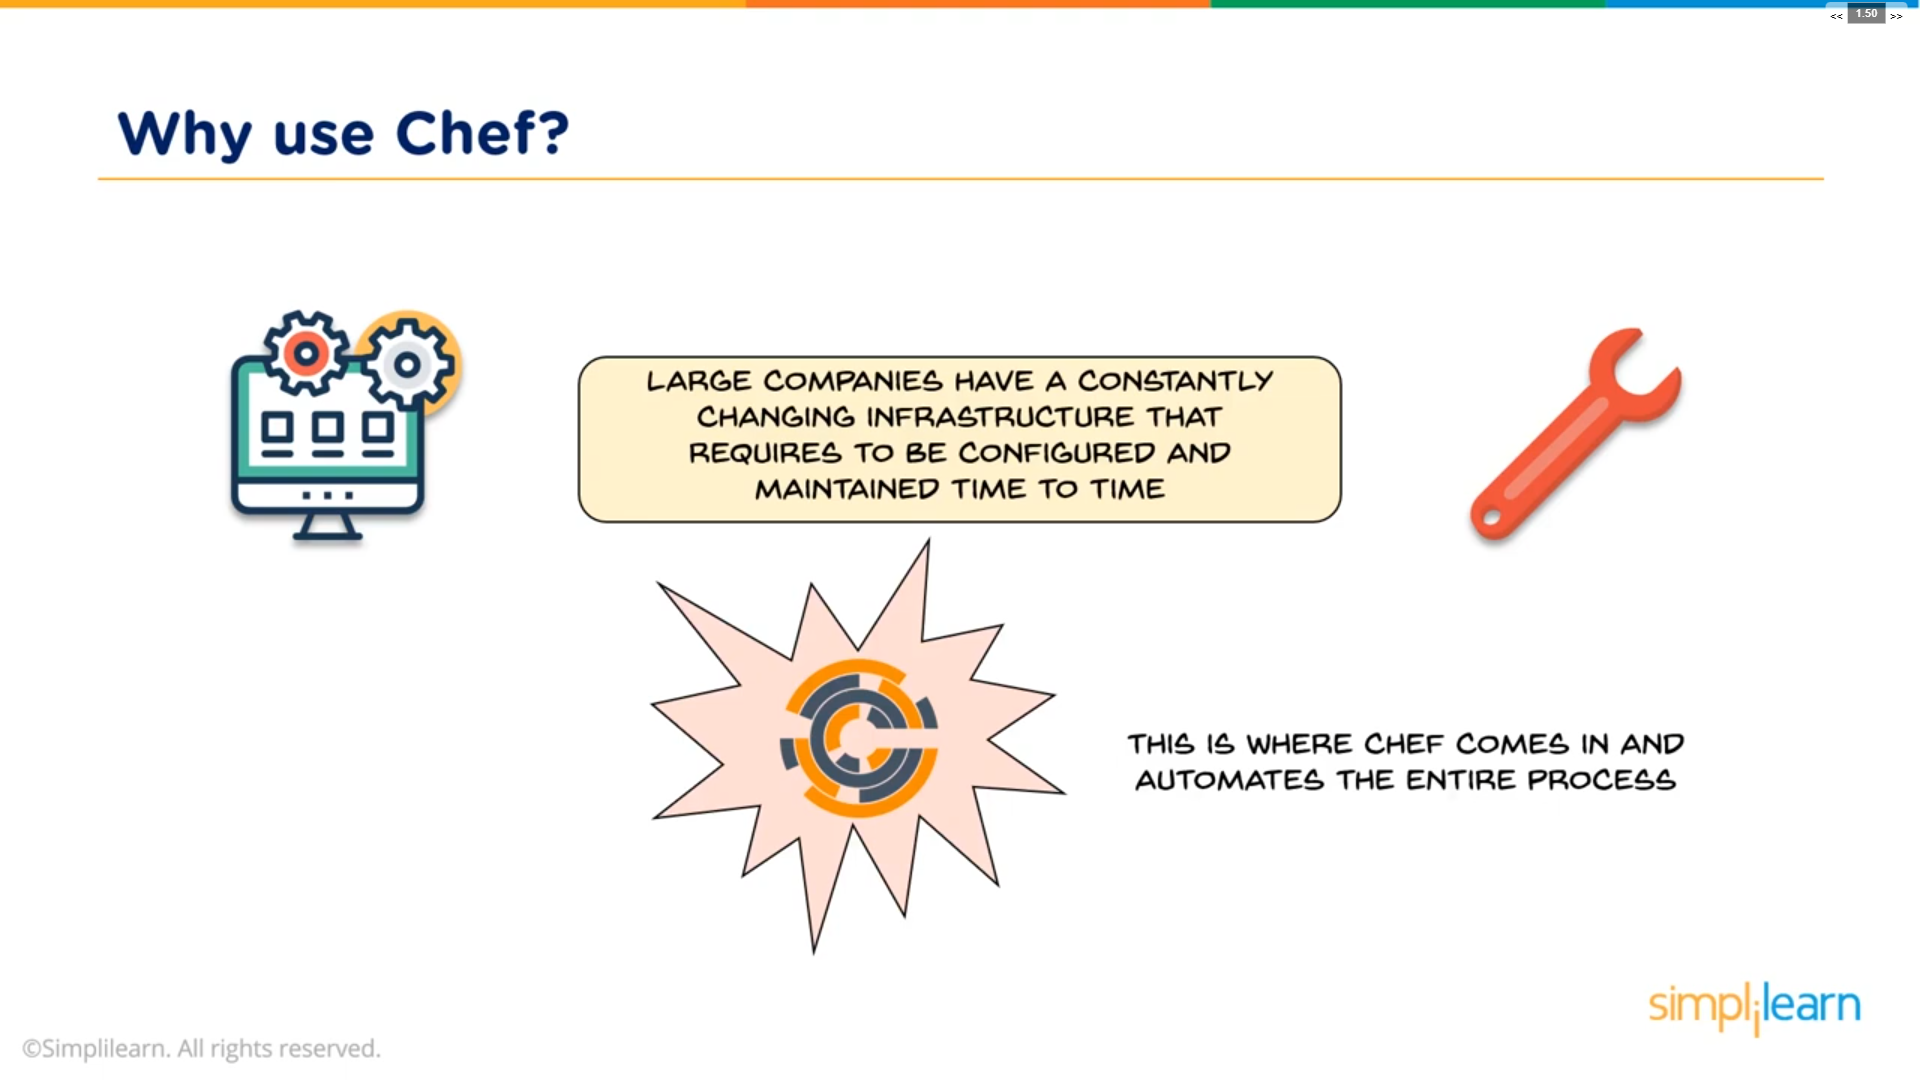 << 1.50 >>
Why use Chef?
LARGE COMPANIES HAVE A CONSTANTLY
CHANGING INFRASTRUCTURE THAT
REQUIRES TO BE CONFIGURED AND
MAINTAINED TIME TO TIME
THIS IS WHERE CHEF COMES IN AND
AUTOMATES THE ENTIRE PROCESS
simplilearn
©Simplilearn. All rights reserved.